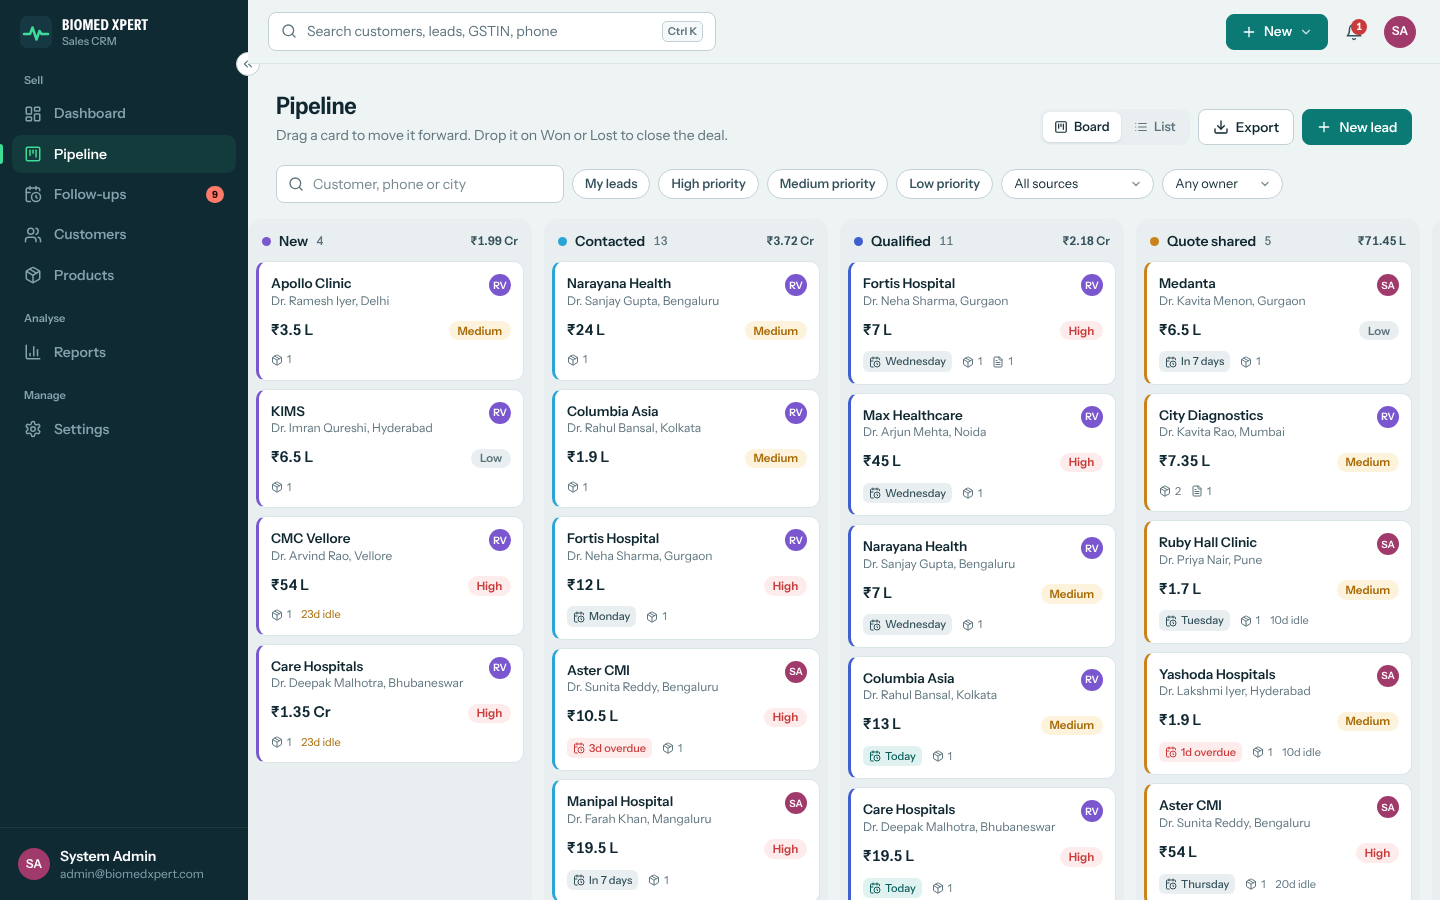 BIOMED XPERT
Sales CRM
Search customers, leads, GSTIN, phone
Ctrl K
New
1
SA
Sell
Dashboard
Pipeline
Follow-ups
9
Customers
Products
Analyse
Reports
Manage
Settings
SA
System Admin
admin@biomedxpert.com
Pipeline
Drag a card to move it forward. Drop it on Won or Lost to close the deal.
Board
List
Export
New lead
Customer, phone or city
My leads
High priority
Medium priority
Low priority
All sources
Any owner
New 4 ₹1.99 Cr
Apollo Clinic RV
Dr. Ramesh Iyer, Delhi
₹3.5 L Medium
1
KIMS RV
Dr. Imran Qureshi, Hyderabad
₹6.5 L Low
1
CMC Vellore RV
Dr. Arvind Rao, Vellore
₹54 L High
1 23d idle
Care Hospitals RV
Dr. Deepak Malhotra, Bhubaneswar
₹1.35 Cr High
1 23d idle
Contacted 13 ₹3.72 Cr
Narayana Health RV
Dr. Sanjay Gupta, Bengaluru
₹24 L Medium
1
Columbia Asia RV
Dr. Rahul Bansal, Kolkata
₹1.9 L Medium
1
Fortis Hospital RV
Dr. Neha Sharma, Gurgaon
₹12 L High
Monday 1
Aster CMI SA
Dr. Sunita Reddy, Bengaluru
₹10.5 L High
3d overdue 1
Manipal Hospital SA
Dr. Farah Khan, Mangaluru
₹19.5 L High
In 7 days 1
Qualified 11 ₹2.18 Cr
Fortis Hospital RV
Dr. Neha Sharma, Gurgaon
₹7 L High
Wednesday 1 1
Max Healthcare RV
Dr. Arjun Mehta, Noida
₹45 L High
Wednesday 1
Narayana Health RV
Dr. Sanjay Gupta, Bengaluru
₹7 L Medium
Wednesday 1
Columbia Asia RV
Dr. Rahul Bansal, Kolkata
₹13 L Medium
Today 1
Care Hospitals RV
Dr. Deepak Malhotra, Bhubaneswar
₹19.5 L High
Today 1
Quote shared 5 ₹71.45 L
Medanta SA
Dr. Kavita Menon, Gurgaon
₹6.5 L Low
In 7 days 1
City Diagnostics RV
Dr. Kavita Rao, Mumbai
₹7.35 L Medium
2 1
Ruby Hall Clinic SA
Dr. Priya Nair, Pune
₹1.7 L Medium
Tuesday 1 10d idle
Yashoda Hospitals SA
Dr. Lakshmi Iyer, Hyderabad
₹1.9 L Medium
1d overdue 1 10d idle
Aster CMI SA
Dr. Sunita Reddy, Bengaluru
₹54 L High
Thursday 1 20d idle